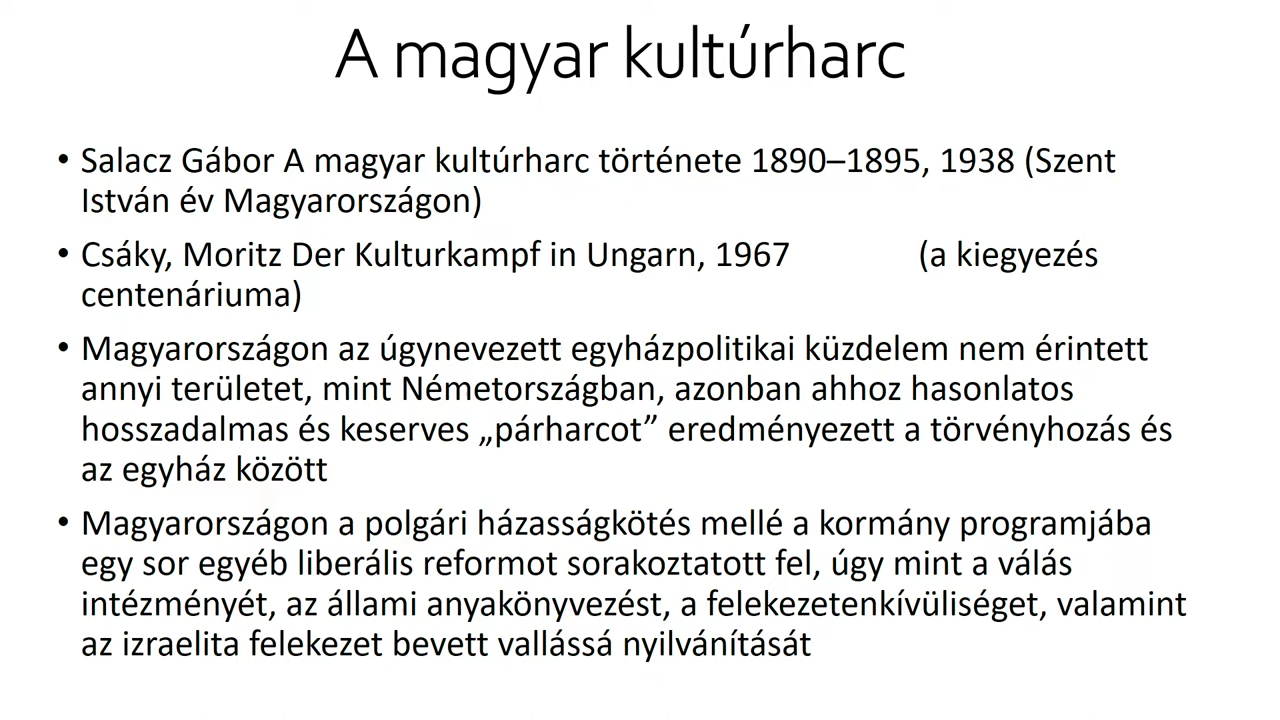 A magyar kultúrharc
• Salacz Gábor A magyar kultúrharc története 1890–1895, 1938 (Szent
István év Magyarországon)
• Csáky, Moritz Der Kulturkampf in Ungarn, 1967 (a kiegyezés
centenáriuma)
• Magyarországon az úgynevezett egyházpolitikai küzdelem nem érintett
annyi területet, mint Németországban, azonban ahhoz hasonlatos
hosszadalmas és keserves „párharcot” eredményezett a törvényhozás és
az egyház között
• Magyarországon a polgári házasságkötés mellé a kormány programjába
egy sor egyéb liberális reformot sorakoztatott fel, úgy mint a válás
intézményét, az állami anyakönyvezést, a felekezetenkívüliséget, valamint
az izraelita felekezet bevett vallássá nyilvánítását